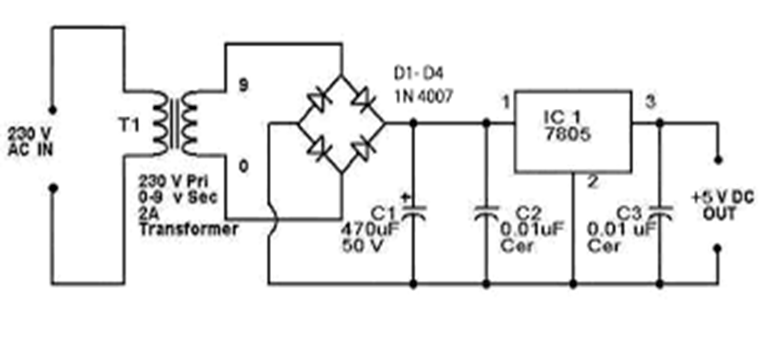 230 V
AC IN
T1
9
0
230 V Pri
0-9 v Sec
2A
Transformer
D1- D4
1N 4007
C1
470uF
50 V
+
C2
0.01uF
Cer
1
IC 1
7805
2
3
C3
0.01 uF
Cer
+5 V DC
OUT